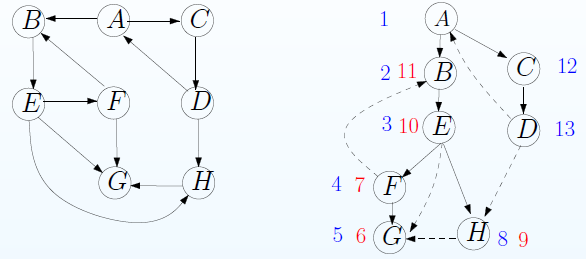 B A C
E F D
G H
1 A
2 11 B C 12
3 10 E D 13
4 7 F
5 6 G H 8 9